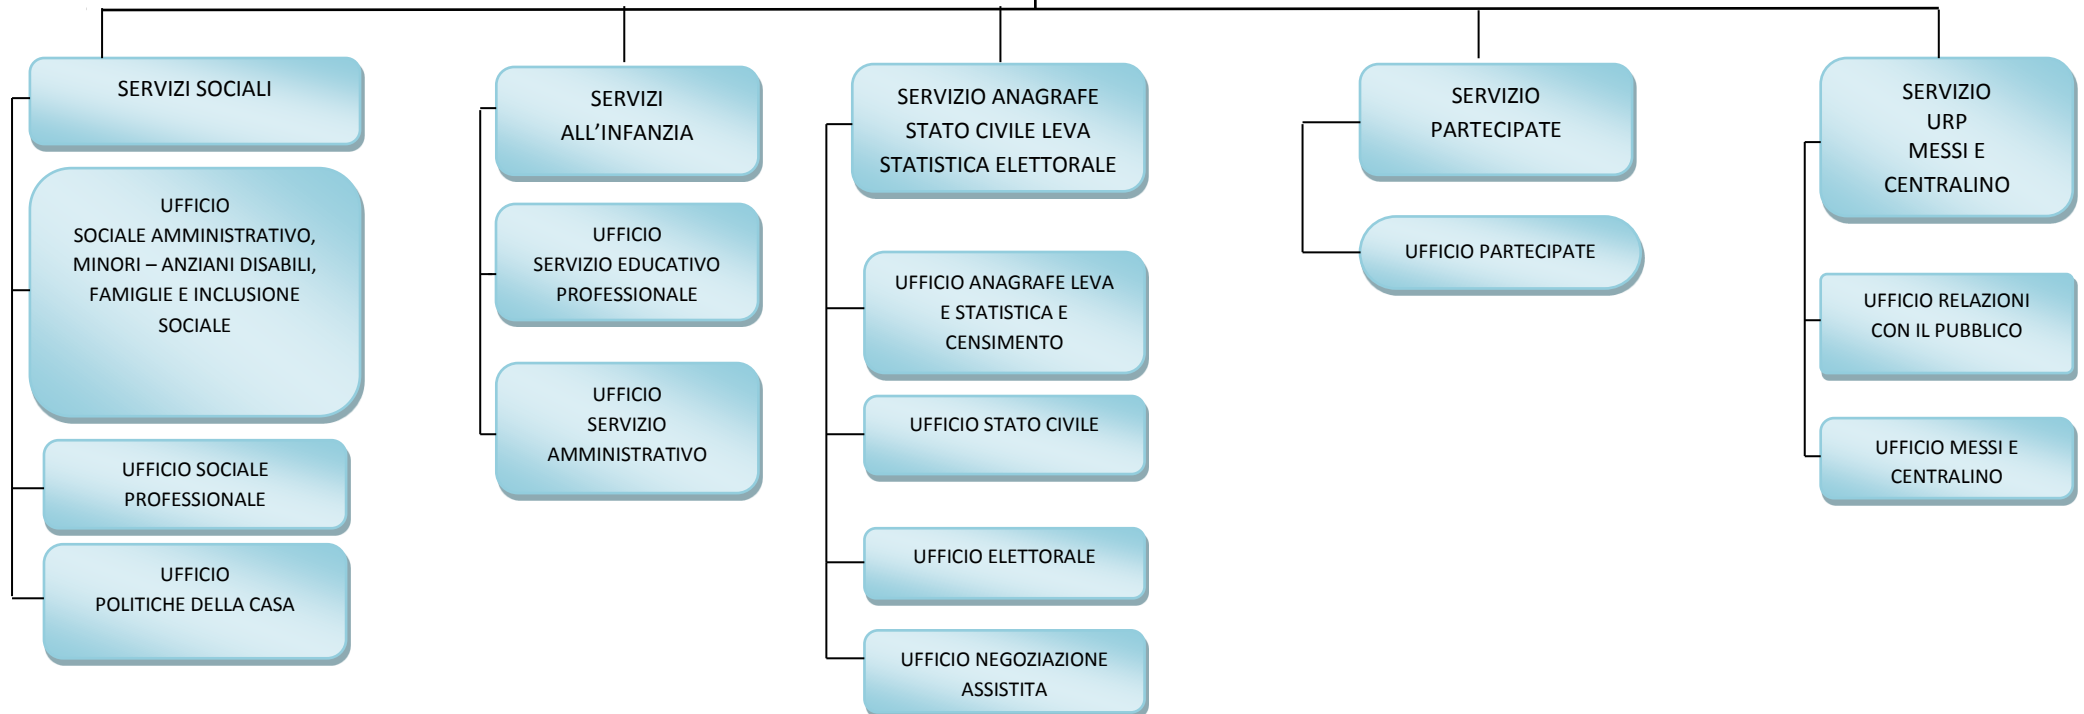 SERVIZI SOCIALI
UFFICIO
SOCIALE AMMINISTRATIVO,
MINORI – ANZIANI DISABILI,
FAMIGLIE E INCLUSIONE
SOCIALE
UFFICIO SOCIALE
PROFESSIONALE
UFFICIO
POLITICHE DELLA CASA
SERVIZI
ALL’INFANZIA
UFFICIO
SERVIZIO EDUCATIVO
PROFESSIONALE
UFFICIO
SERVIZIO
AMMINISTRATIVO
SERVIZIO ANAGRAFE
STATO CIVILE LEVA
STATISTICA ELETTORALE
UFFICIO ANAGRAFE LEVA
E STATISTICA E
CENSIMENTO
UFFICIO STATO CIVILE
UFFICIO ELETTORALE
UFFICIO NEGOZIAZIONE
ASSISTITA
SERVIZIO
PARTECIPATE
UFFICIO PARTECIPATE
SERVIZIO
URP
MESSI E
CENTRALINO
UFFICIO RELAZIONI
CON IL PUBBLICO
UFFICIO MESSI E
CENTRALINO